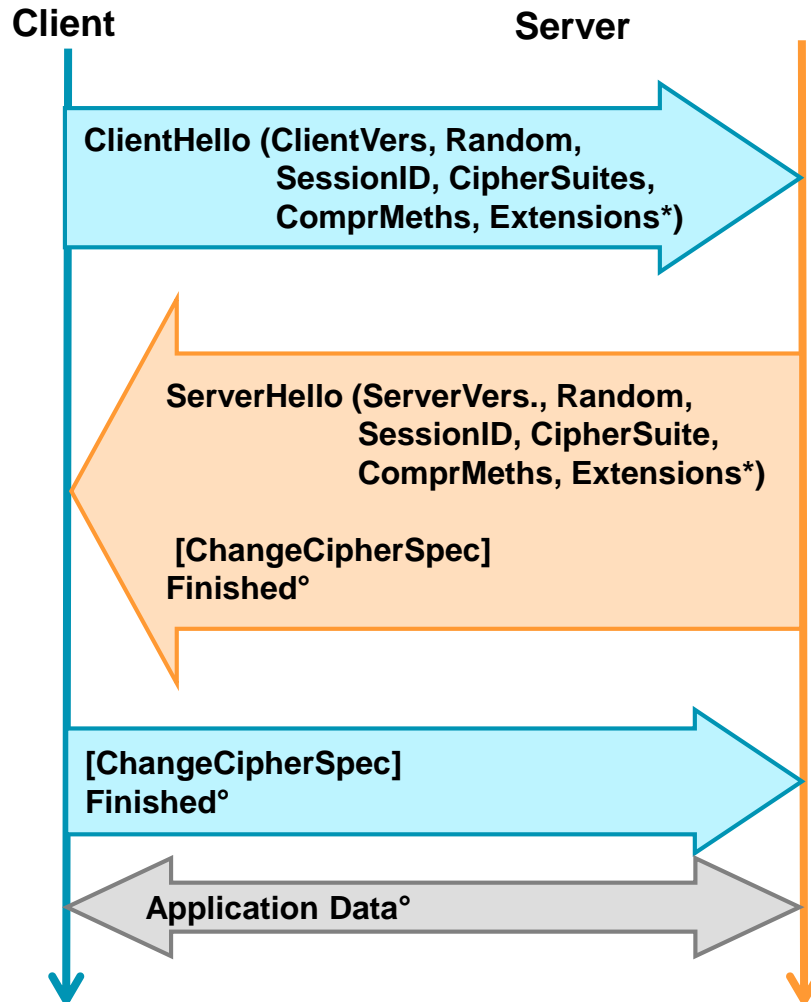 Client
Server
ClientHello (ClientVers, Random,
SessionID, CipherSuites,
ComprMeths, Extensions*)
ServerHello (ServerVers., Random,
SessionID, CipherSuite,
ComprMeths, Extensions*)
[ChangeCipherSpec]
Finished°
[ChangeCipherSpec]
Finished°
Application Data°